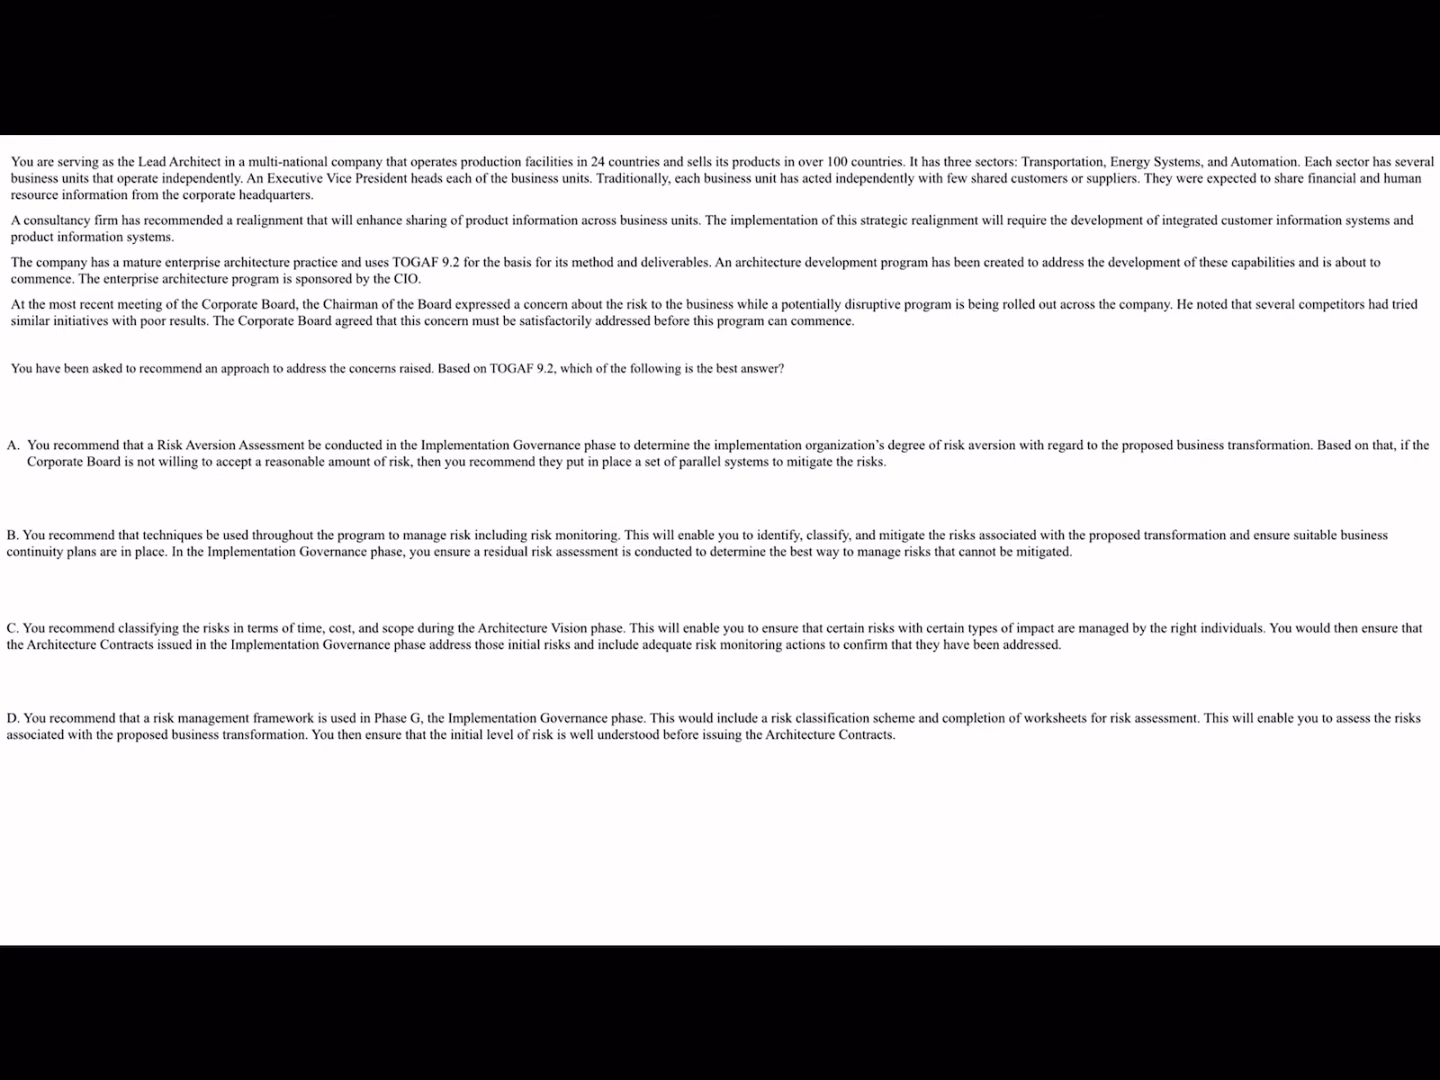 You are serving as the Lead Architect in a multi-national company that operates production facilities in 24 countries and sells its products in over 100 countries. It has three sectors: Transportation, Energy Systems, and Automation. Each sector has several
business units that operate independently. An Executive Vice President heads each of the business units. Traditionally, each business unit has acted independently with few shared customers or suppliers. They were expected to share financial and human
resource information from the corporate headquarters.
A consultancy firm has recommended a realignment that will enhance sharing of product information across business units. The implementation of this strategic realignment will require the development of integrated customer information systems and
product information systems.
The company has a mature enterprise architecture practice and uses TOGAF 9.2 for the basis for its method and deliverables. An architecture development program has been created to address the development of these capabilities and is about to
commence. The enterprise architecture program is sponsored by the CIO.
At the most recent meeting of the Corporate Board, the Chairman of the Board expressed a concern about the risk to the business while a potentially disruptive program is being rolled out across the company. He noted that several competitors had tried
similar initiatives with poor results. The Corporate Board agreed that this concern must be satisfactorily addressed before this program can commence.
You have been asked to recommend an approach to address the concerns raised. Based on TOGAF 9.2, which of the following is the best answer?
A. You recommend that a Risk Aversion Assessment be conducted in the Implementation Governance phase to determine the implementation organization's degree of risk aversion with regard to the proposed business transformation. Based on that, if the
Corporate Board is not willing to accept a reasonable amount of risk, then you recommend they put in place a set of parallel systems to mitigate the risks.
B. You recommend that techniques be used throughout the program to manage risk including risk monitoring. This will enable you to identify, classify, and mitigate the risks associated with the proposed transformation and ensure suitable business
continuity plans are in place. In the Implementation Governance phase, you ensure a residual risk assessment is conducted to determine the best way to manage risks that cannot be mitigated.
C. You recommend classifying the risks in terms of time, cost, and scope during the Architecture Vision phase. This will enable you to ensure that certain risks with certain types of impact are managed by the right individuals. You would then ensure that
the Architecture Contracts issued in the Implementation Governance phase address those initial risks and include adequate risk monitoring actions to confirm that they have been addressed.
D. You recommend that a risk management framework is used in Phase G, the Implementation Governance phase. This would include a risk classification scheme and completion of worksheets for risk assessment. This will enable you to assess the risks
associated with the proposed business transformation. You then ensure that the initial level of risk is well understood before issuing the Architecture Contracts.